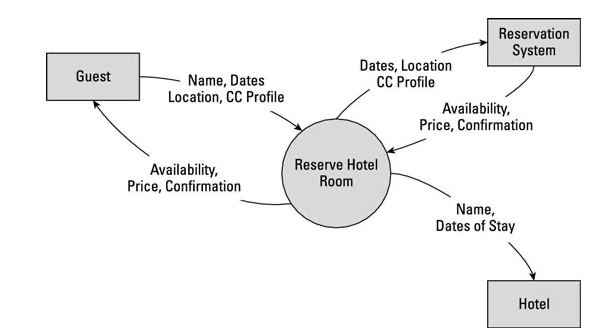 Reservation
System
Guest
Dates, Location
CC Profile
Name, Dates
Location, CC Profile
Availability,
Price, Confirmation
Reserve Hotel
Room
Availability,
Price, Confirmation
Name,
Dates of Stay
Hotel